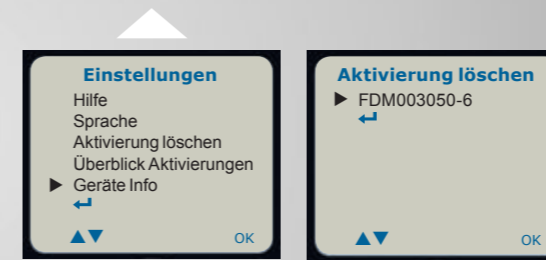 Einstellungen
Hilfe
Sprache
Aktivierung löschen
Überblick Aktivierungen
Geräte Info
OK
Aktivierung löschen
FDM003050-6
OK